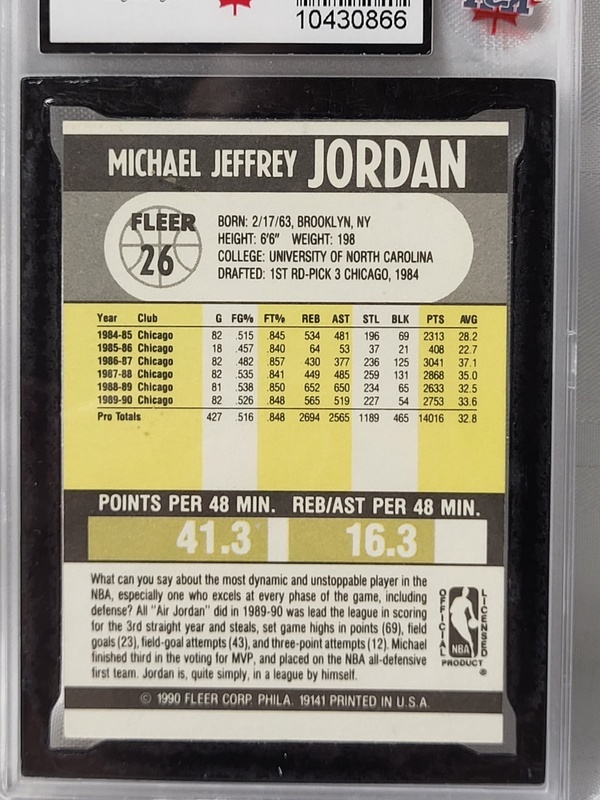 10430866
MICHAEL JEFFREY JORDAN
FLEER
26
BORN: 2/17/63, BROOKLYN, NY
HEIGHT: 6'6" WEIGHT: 198
COLLEGE: UNIVERSITY OF NORTH CAROLINA
DRAFTED: 1ST RD-PICK 3 CHICAGO, 1984
Year Club G FG% FT% REB AST STL BLK PTS AVG
1984-85 Chicago 82 .515 .845 534 481 196 69 2313 28.2
1985-86 Chicago 18 .457 .840 64 53 37 21 408 22.7
1986-87 Chicago 82 .482 .857 430 377 236 125 3041 37.1
1987-88 Chicago 82 .535 .841 449 485 259 131 2868 35.0
1988-89 Chicago 81 .538 .850 652 650 234 65 2633 32.5
1989-90 Chicago 82 .526 .848 565 519 227 54 2753 33.6
Pro Totals 427 .516 .848 2694 2565 1189 465 14016 32.8
POINTS PER 48 MIN. REB/AST PER 48 MIN.
41.3 16.3
What can you say about the most dynamic and unstoppable player in the
NBA, especially one who excels at every phase of the game, including
defense? All "Air Jordan" did in 1989-90 was lead the league in scoring
for the 3rd straight year and steals, set game highs in points (69), field
goals (23), field-goal attempts (43), and three-point attempts (12). Michael
finished third in the voting for MVP, and placed on the NBA all-defensive
first team. Jordan is, quite simply, in a league by himself.
OFFICIAL
LICENSED
NBA
PRODUCT
®
© 1990 FLEER CORP. PHILA. 19141 PRINTED IN U.S.A.